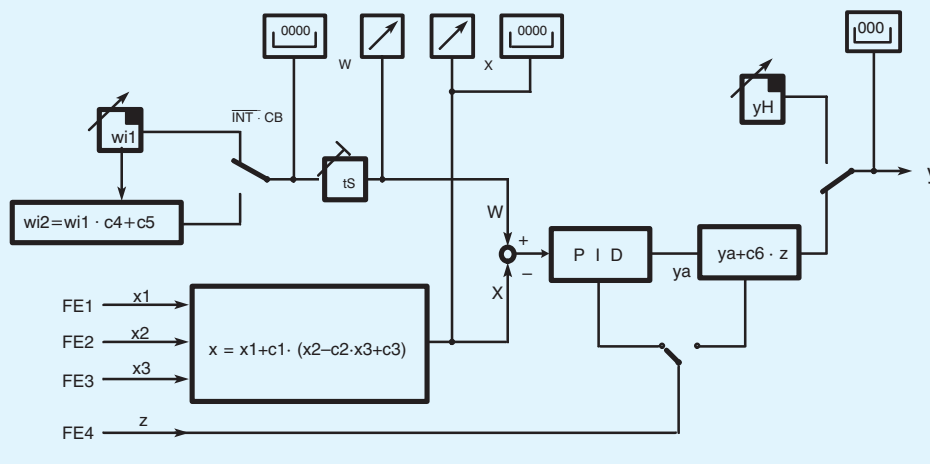 0000
0000
000
w
x
yH
INT · CB
wi1
tS
wi2=wi1 · c4+c5
W
+
P I D
ya+c6 · z
y
–
ya
X
FE1 x1
FE2 x2
x = x1+c1· (x2–c2·x3+c3)
FE3 x3
FE4 z